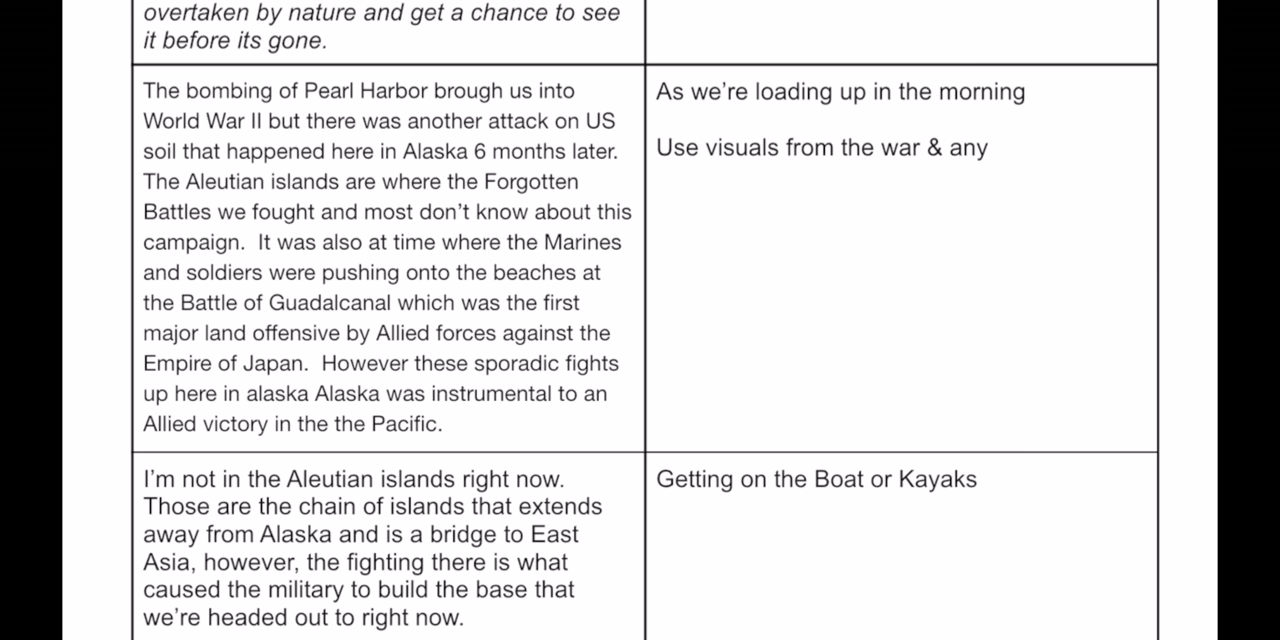 overtaken by nature and get a chance to see
it before its gone.
The bombing of Pearl Harbor brough us into
World War II but there was another attack on US
soil that happened here in Alaska 6 months later.
The Aleutian islands are where the Forgotten
Battles we fought and most don’t know about this
campaign.  It was also at time where the Marines
and soldiers were pushing onto the beaches at
the Battle of Guadalcanal which was the first
major land offensive by Allied forces against the
Empire of Japan.  However these sporadic fights
up here in alaska Alaska was instrumental to an
Allied victory in the the Pacific.
As we’re loading up in the morning
Use visuals from the war & any
I’m not in the Aleutian islands right now.
Those are the chain of islands that extends
away from Alaska and is a bridge to East
Asia, however, the fighting there is what
caused the military to build the base that
we’re headed out to right now.
Getting on the Boat or Kayaks